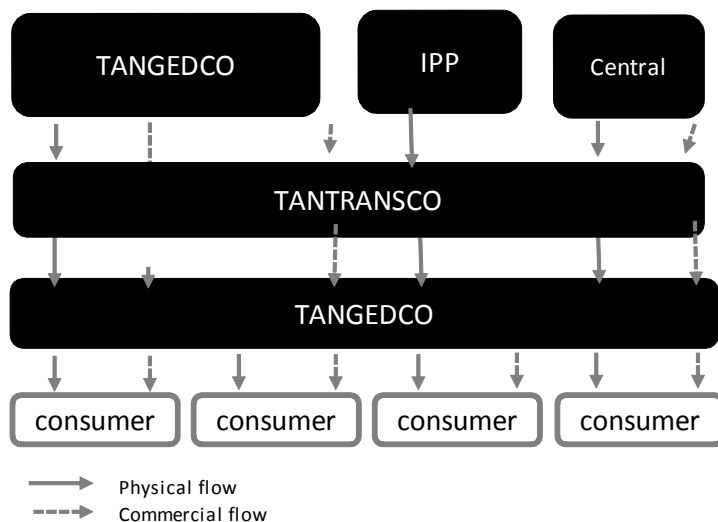 TANGEDCO
IPP
Central
TANTRANSCO
TANGEDCO
consumer
consumer
consumer
consumer
Physical flow
Commercial flow